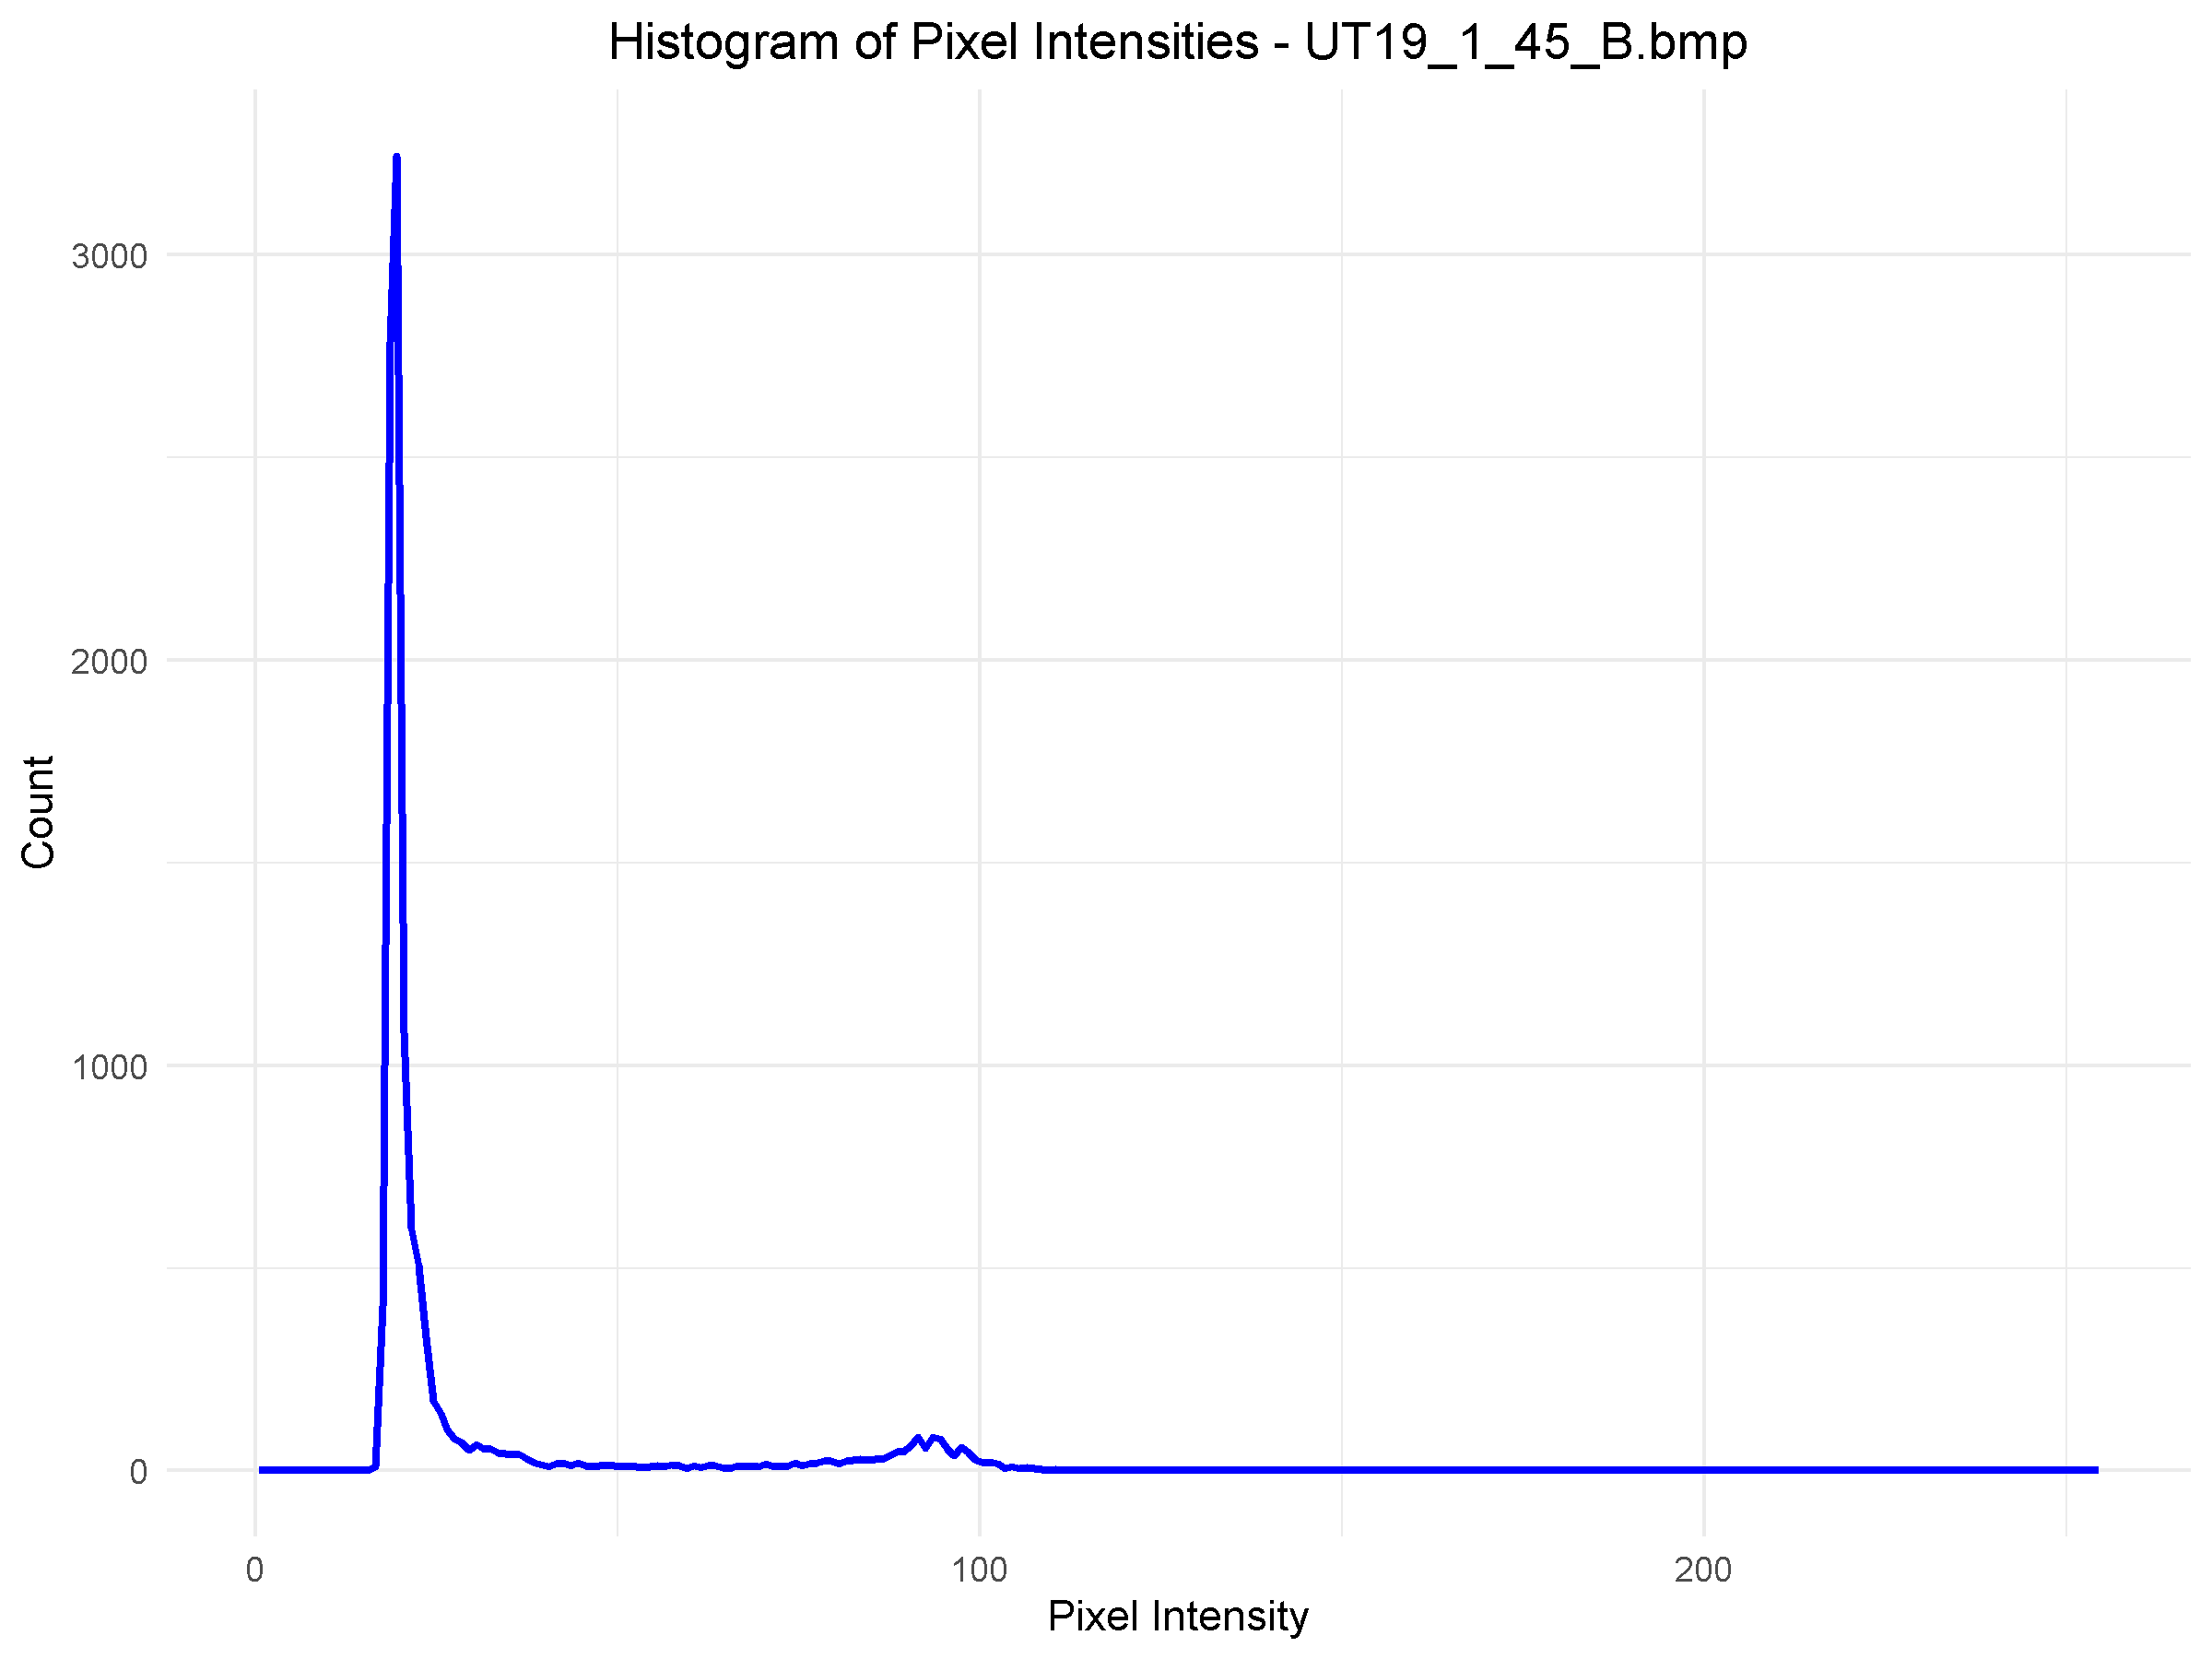 Histogram of Pixel Intensities - UT19_1_45_B.bmp
3000
2000
1000
0
Count
0 100 200
Pixel Intensity